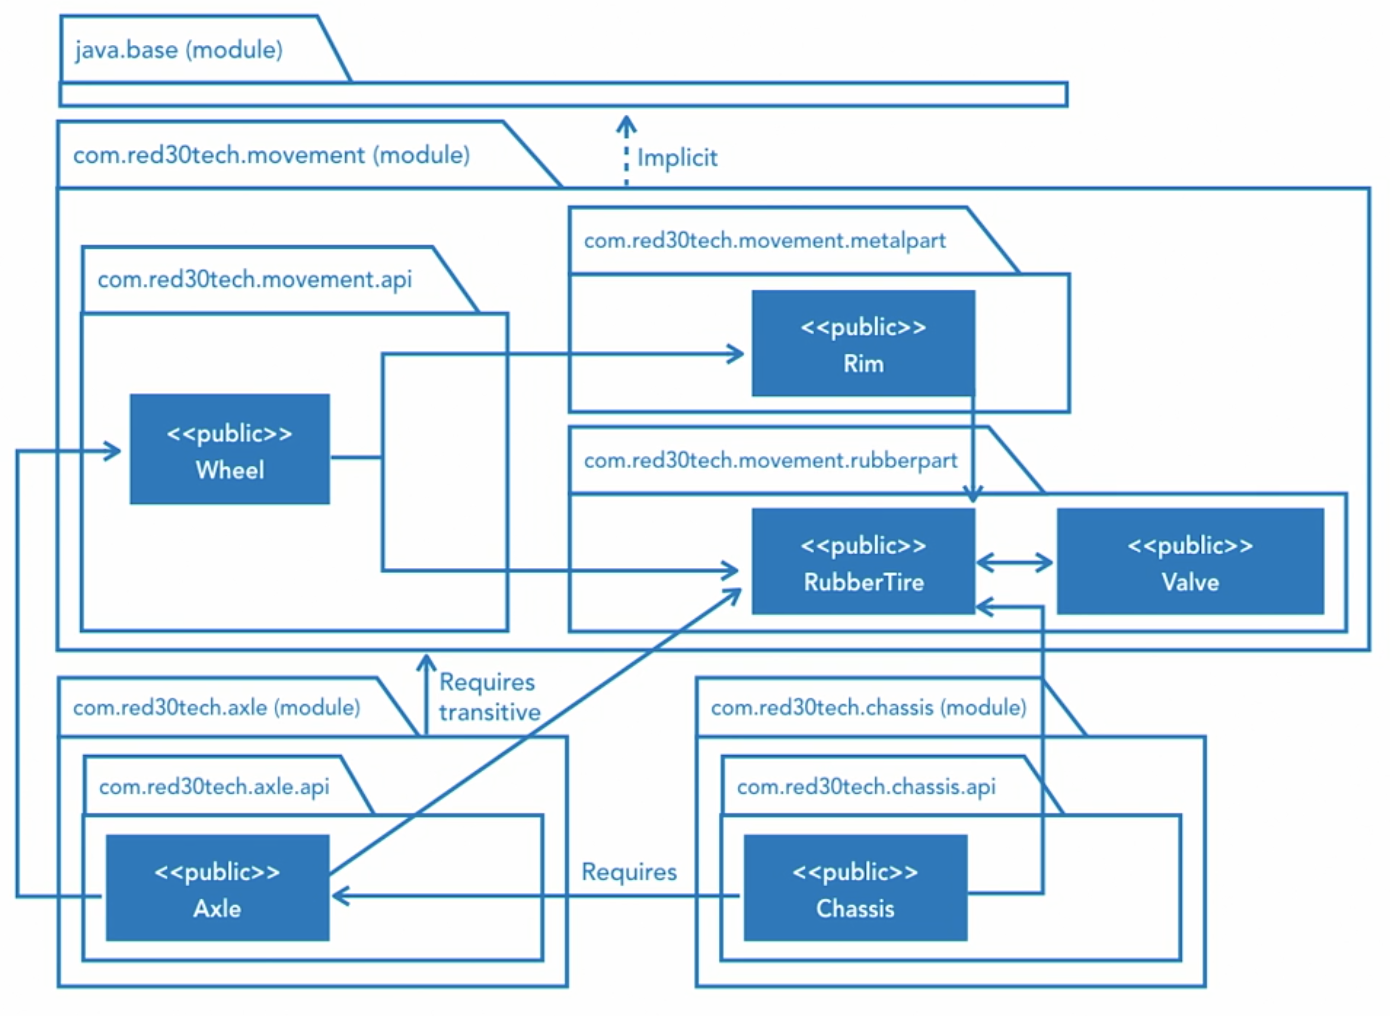 java.base (module)
com.red30tech.movement (module)
Implicit
com.red30tech.movement.metalpart
com.red30tech.movement.api
<<public>>
Rim
<<public>>
Wheel
com.red30tech.movement.rubberpart
<<public>>
RubberTire
<<public>>
Valve
Requires
transitive
com.red30tech.axle (module)
com.red30tech.chassis (module)
com.red30tech.axle.api
com.red30tech.chassis.api
<<public>>
Axle
Requires
<<public>>
Chassis